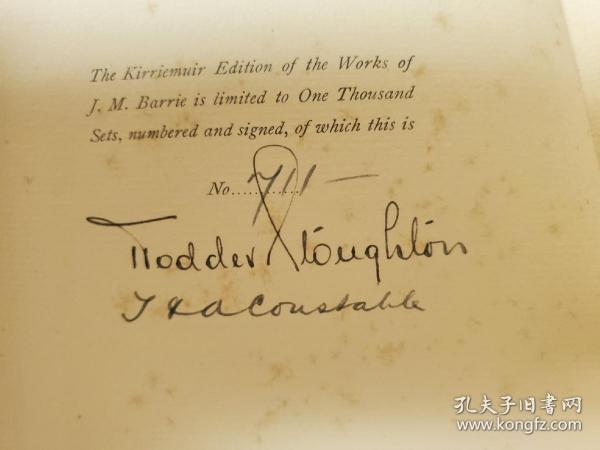 The Kirriemuir Edition of the Works of
J. M. Barrie is limited to One Thousand
Sets, numbered and signed, of which this is
No. 711 —
Hodder & Stoughton
T & A Constable
孔夫子旧书网
www.kongfz.com